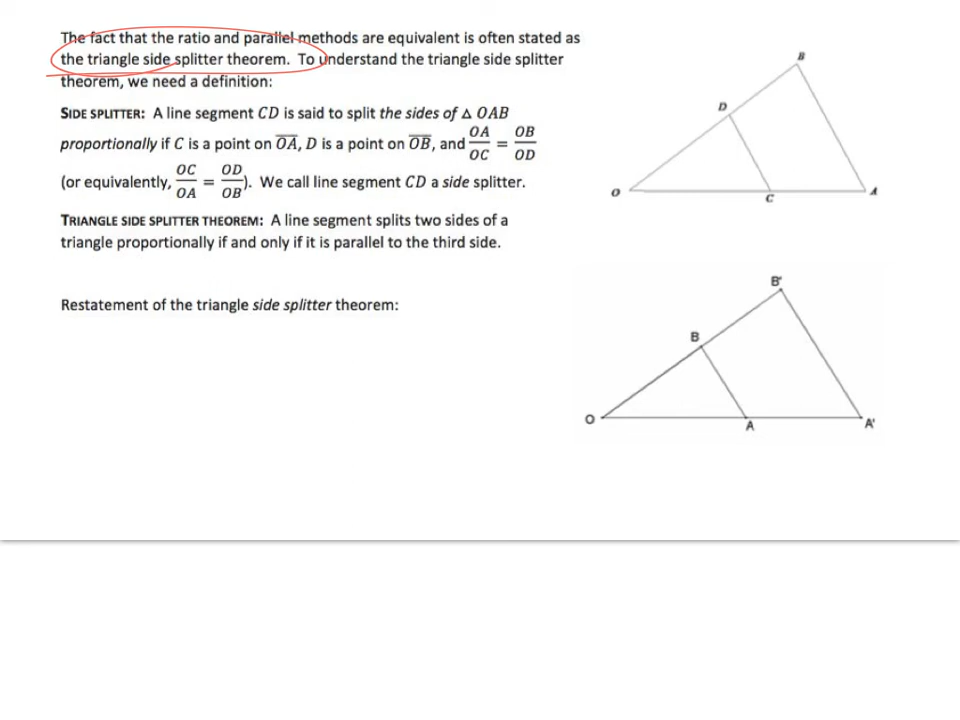 The fact that the ratio and parallel methods are equivalent is often stated as
the triangle side splitter theorem. To understand the triangle side splitter
theorem, we need a definition:
SIDE SPLITTER: A line segment CD is said to split the sides of △ OAB
proportionally if C is a point on O̅A̅, D is a point on O̅B̅, and OA/OC = OB/OD
(or equivalently, OC/OA = OD/OB). We call line segment CD a side splitter.
TRIANGLE SIDE SPLITTER THEOREM: A line segment splits two sides of a
triangle proportionally if and only if it is parallel to the third side.
Restatement of the triangle side splitter theorem:
B
D
O
C
A
B'
B
O
A
A'